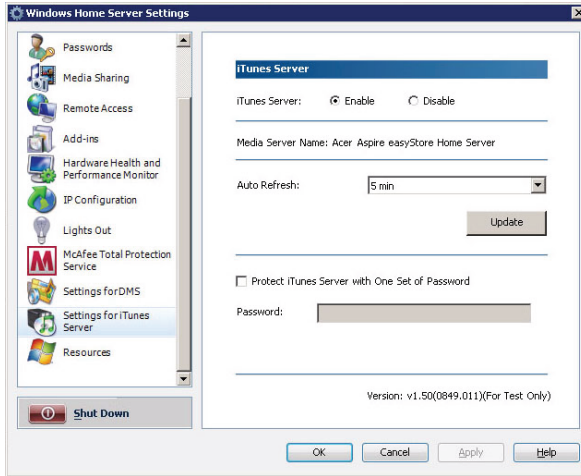 Windows Home Server Settings
Passwords
Media Sharing
Remote Access
Add-ins
Hardware Health and
Performance Monitor
IP Configuration
Lights Out
McAfee Total Protection
Service
Settings for DMS
Settings for iTunes
Server
Resources
Shut Down
iTunes Server
iTunes Server: Enable Disable
Media Server Name: Acer Aspire easyStore Home Server
Auto Refresh: 5 min
Update
Protect iTunes Server with One Set of Password
Password:
Version: v1.50(0849.011)(For Test Only)
OK Cancel Apply Help